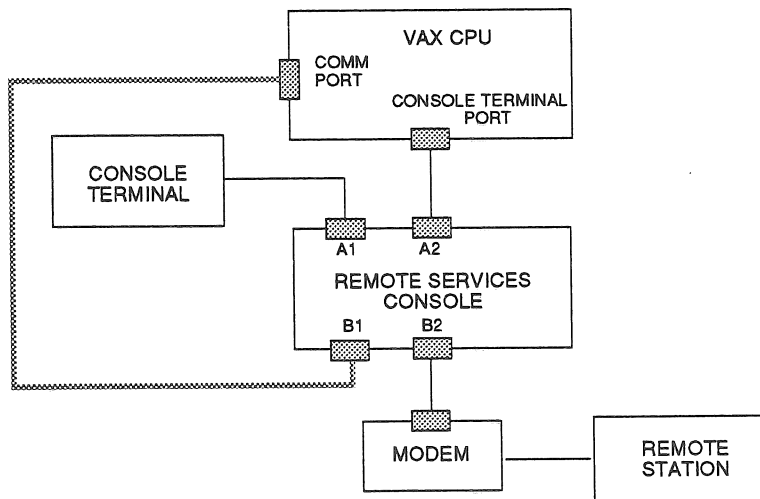 VAX CPU
COMM
PORT
CONSOLE TERMINAL
PORT
CONSOLE
TERMINAL
A1
A2
REMOTE SERVICES
CONSOLE
B1
B2
MODEM
REMOTE
STATION